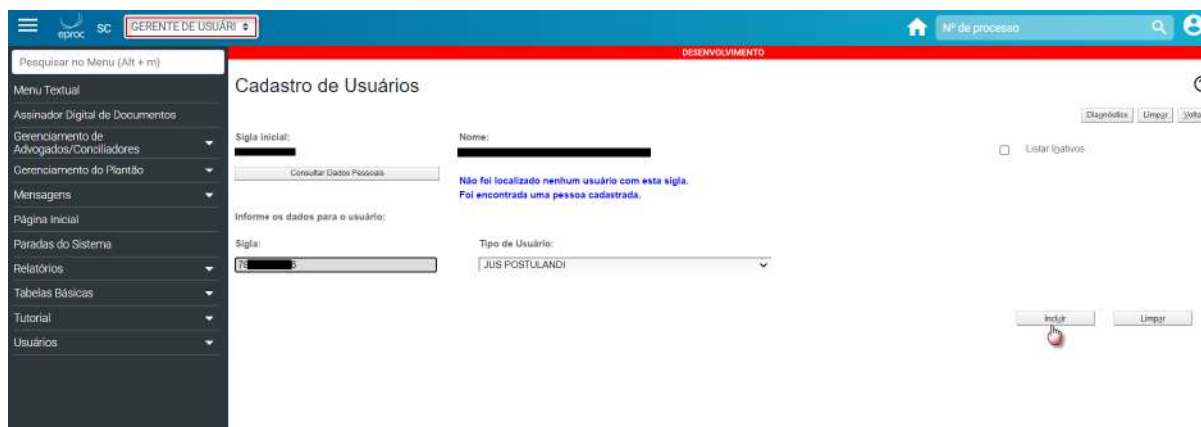 eproc
SC
GERENTE DE USUÁRI
Nº de processo
DESENVOLVIMENTO
Pesquisar no Menu (Alt + m)
Menu Textual
Assinador Digital de Documentos
Gerenciamento de
Advogados/Conciliadores
Gerenciamento do Plantão
Mensagens
Página Inicial
Paradas do Sistema
Relatórios
Tabelas Básicas
Tutorial
Usuários
Cadastro de Usuários
Diagnóstico
Limpar
Volta
Sigla inicial:
Nome:
Listar Inativos
Consultar Dados Pessoais
Não foi localizado nenhum usuário com esta sigla.
Foi encontrada uma pessoa cadastrada.
Informe os dados para o usuário:
Sigla:
Tipo de Usuário:
JUS POSTULANDI
Incluir
Limpar